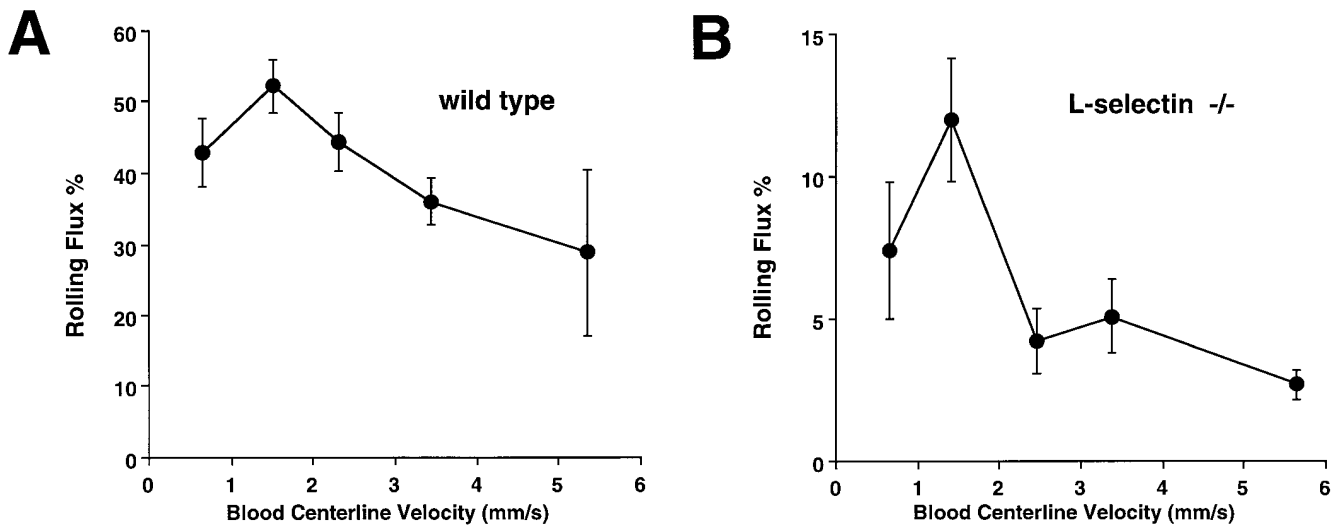 A
60
50
40
30
20
10
0
Rolling Flux %
wild type
0 1 2 3 4 5 6
Blood Centerline Velocity (mm/s)
B
15
10
5
0
Rolling Flux %
L-selectin -/-
0 1 2 3 4 5 6
Blood Centerline Velocity (mm/s)